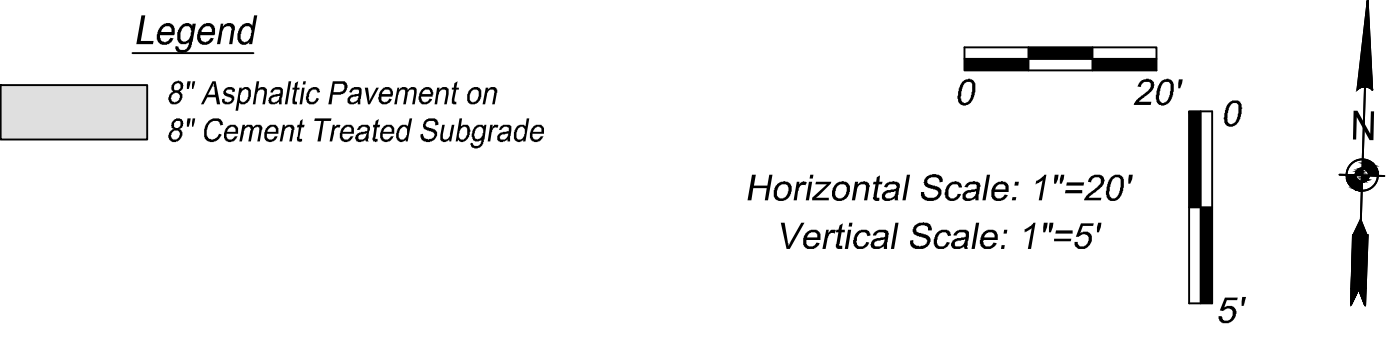 Legend
8" Asphaltic Pavement on
8" Cement Treated Subgrade
0
20'
0
5'
Horizontal Scale: 1"=20'
Vertical Scale: 1"=5'
N